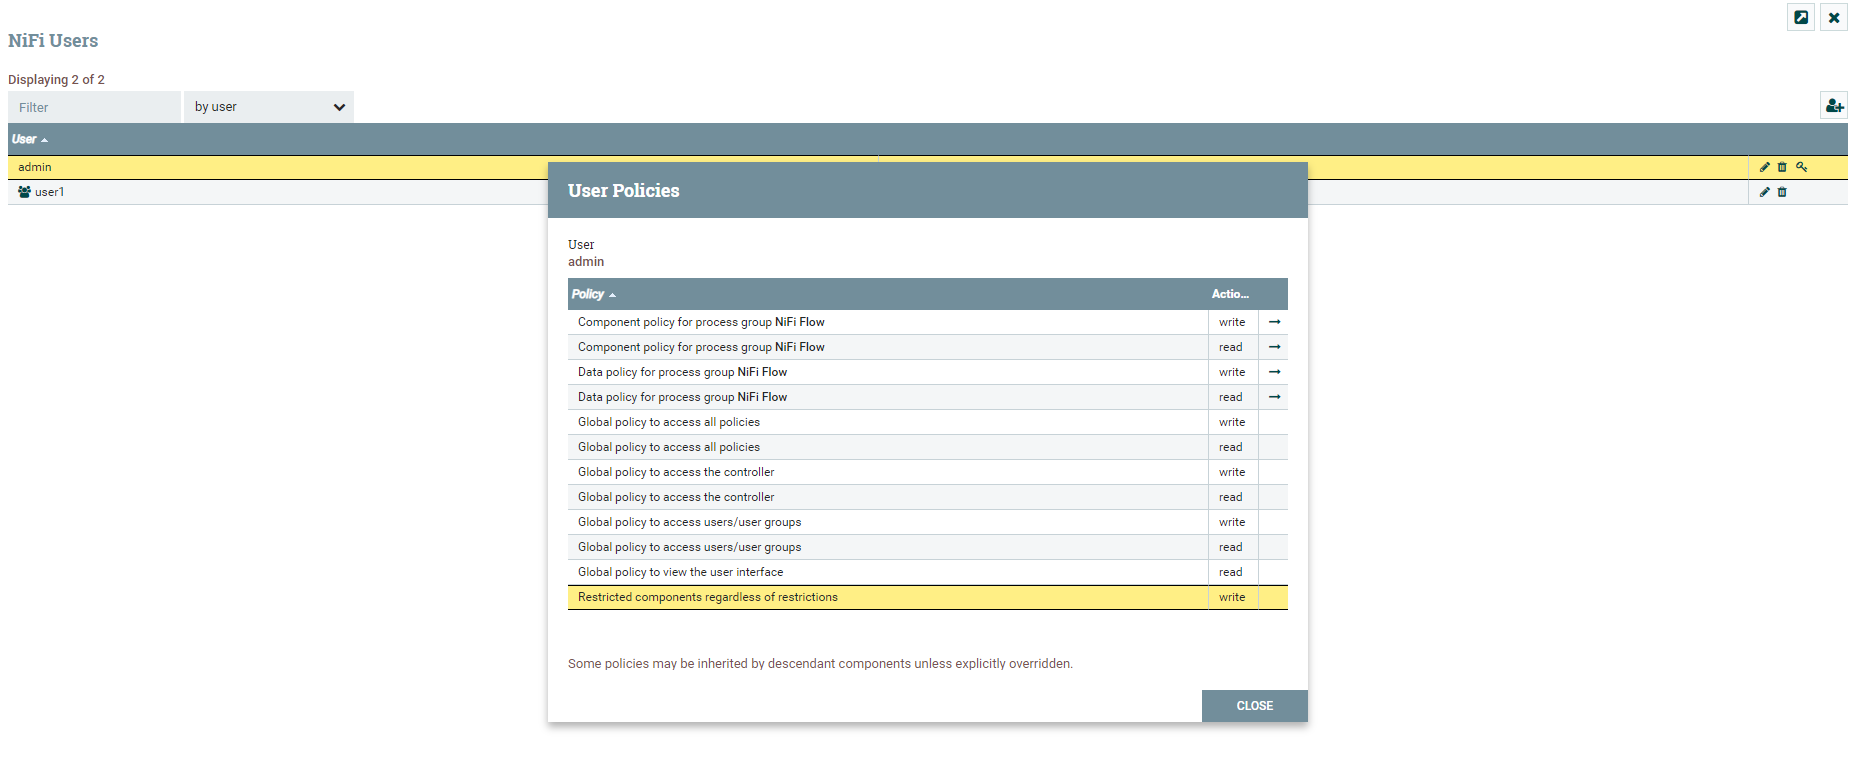 NiFi Users
Displaying 2 of 2
Filter by user
User
admin
user1
User Policies
User
admin
Policy Actio...
Component policy for process group NiFi Flow write
Component policy for process group NiFi Flow read
Data policy for process group NiFi Flow write
Data policy for process group NiFi Flow read
Global policy to access all policies write
Global policy to access all policies read
Global policy to access the controller write
Global policy to access the controller read
Global policy to access users/user groups write
Global policy to access users/user groups read
Global policy to view the user interface read
Restricted components regardless of restrictions write
Some policies may be inherited by descendant components unless explicitly overridden.
CLOSE